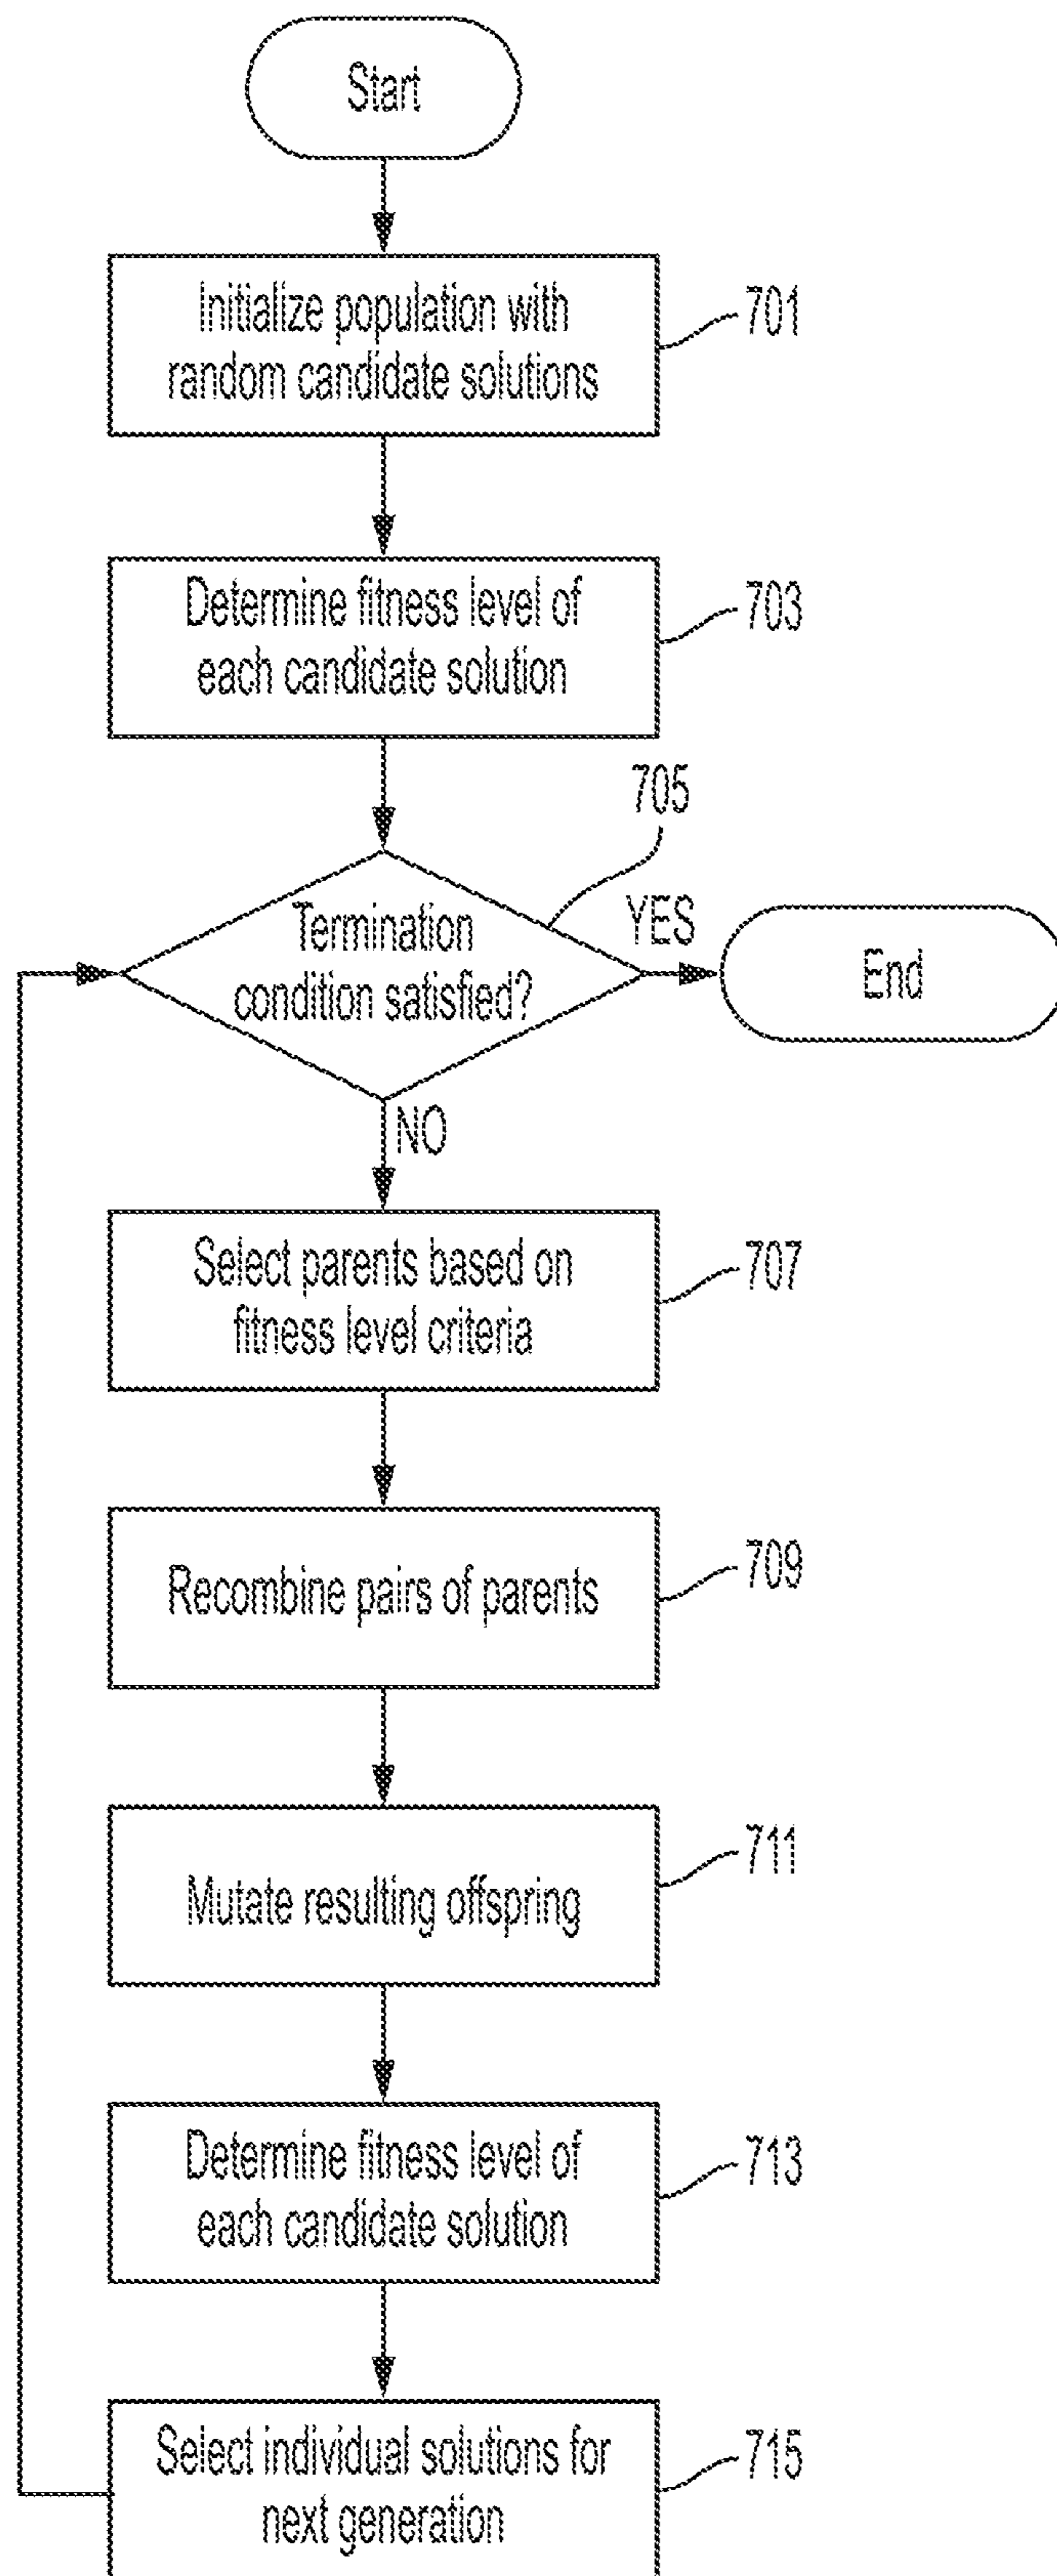 Start
Initialize population with
random candidate solutions
701
Determine fitness level of
each candidate solution
703
705
Termination
condition satisfied?
YES
End
NO
Select parents based on
fitness level criteria
707
Recombine pairs of parents
709
Mutate resulting offspring
711
Determine fitness level of
each candidate solution
713
Select individual solutions for
next generation
715